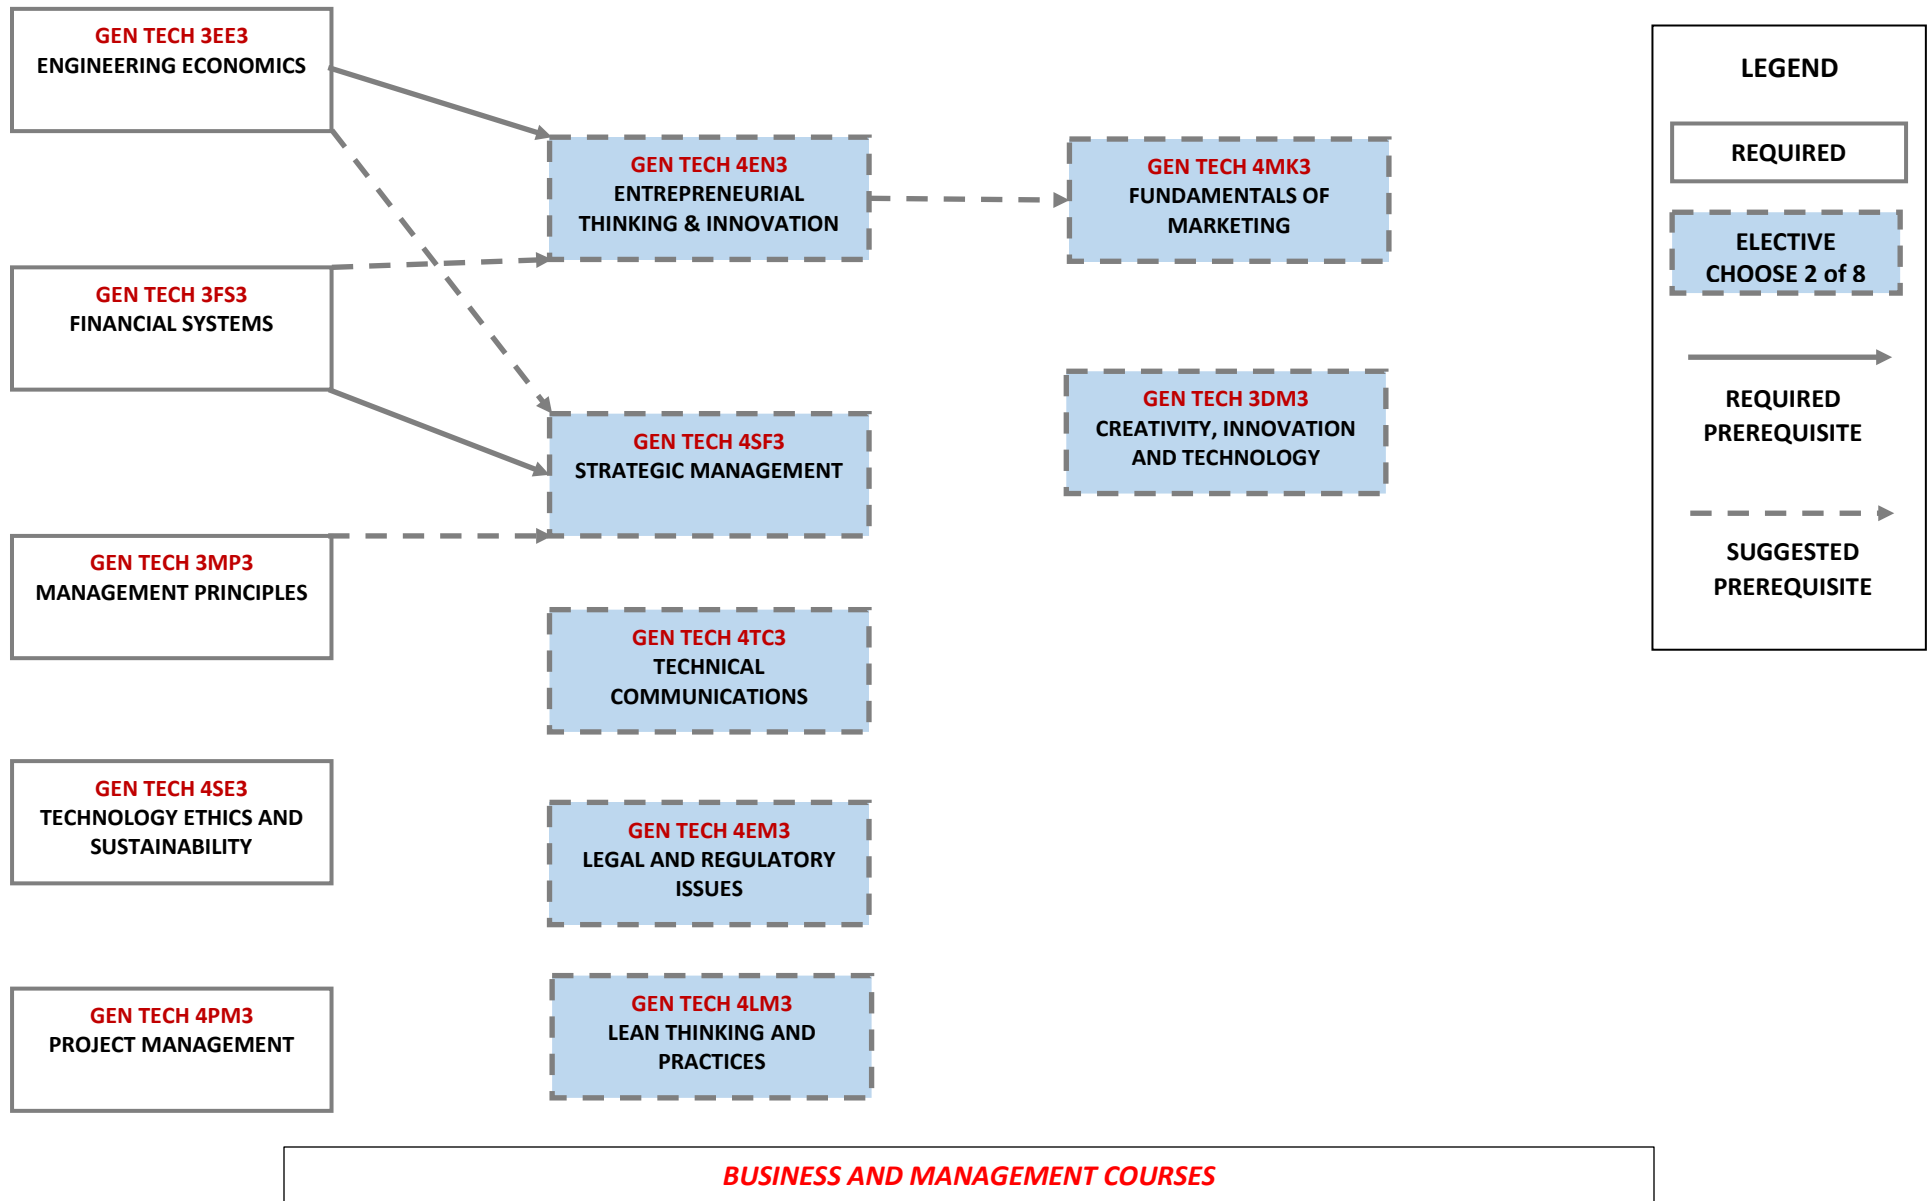 GEN TECH 3EE3
ENGINEERING ECONOMICS
GEN TECH 3FS3
FINANCIAL SYSTEMS
GEN TECH 3MP3
MANAGEMENT PRINCIPLES
GEN TECH 4SE3
TECHNOLOGY ETHICS AND
SUSTAINABILITY
GEN TECH 4PM3
PROJECT MANAGEMENT
GEN TECH 4EN3
ENTREPRENEURIAL
THINKING & INNOVATION
GEN TECH 4SF3
STRATEGIC MANAGEMENT
GEN TECH 4TC3
TECHNICAL
COMMUNICATIONS
GEN TECH 4EM3
LEGAL AND REGULATORY
ISSUES
GEN TECH 4LM3
LEAN THINKING AND
PRACTICES
GEN TECH 4MK3
FUNDAMENTALS OF
MARKETING
GEN TECH 3DM3
CREATIVITY, INNOVATION
AND TECHNOLOGY
LEGEND
REQUIRED
ELECTIVE
CHOOSE 2 of 8
REQUIRED
PREREQUISITE
SUGGESTED
PREREQUISITE
BUSINESS AND MANAGEMENT COURSES